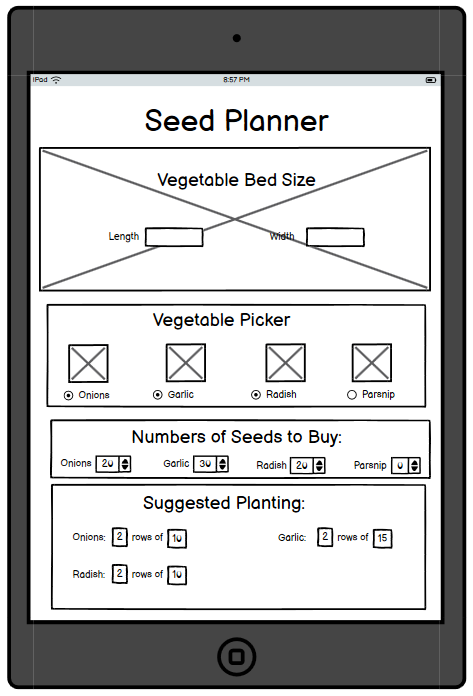 iPad 8:57 PM
Seed Planner
Vegetable Bed Size
Length Width
Vegetable Picker
Onions Garlic Radish Parsnip
Numbers of Seeds to Buy:
Onions 20 Garlic 30 Radish 20 Parsnip 0
Suggested Planting:
Onions: 2 rows of 10 Garlic: 2 rows of 15
Radish: 2 rows of 10